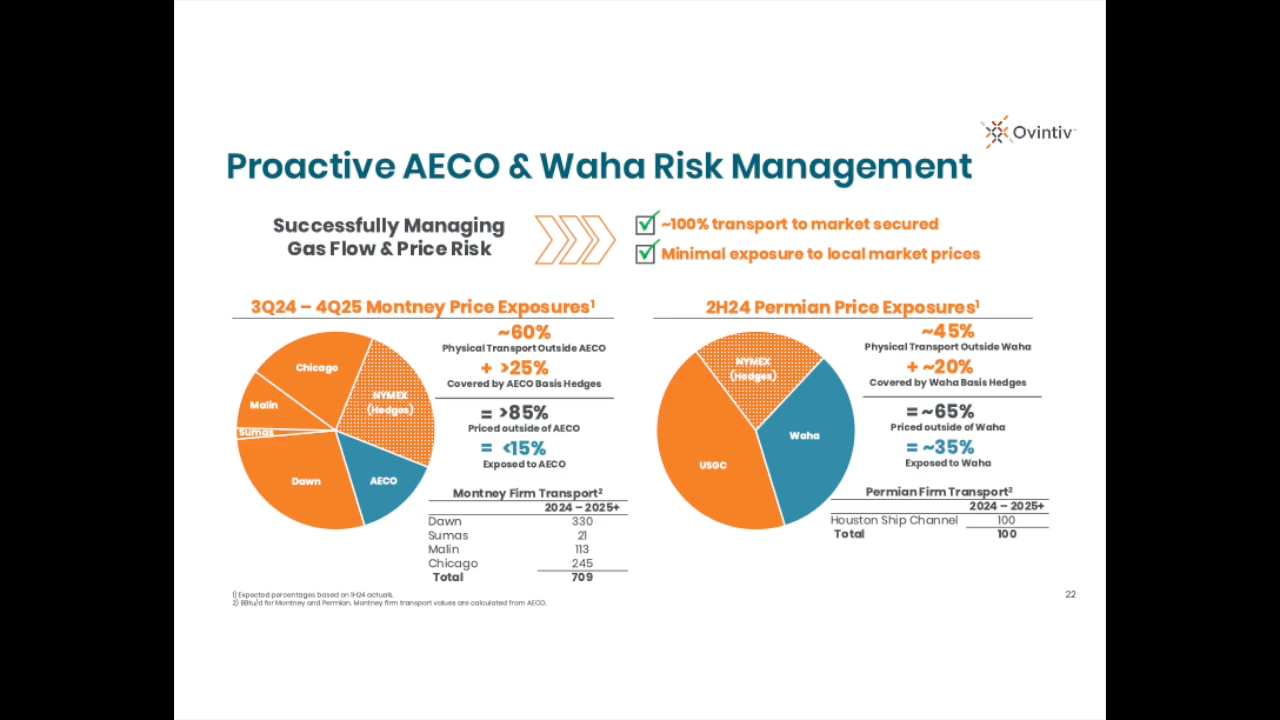 Ovintiv™
Proactive AECO & Waha Risk Management
Successfully Managing
Gas Flow & Price Risk
~100% transport to market secured
Minimal exposure to local market prices
3Q24 – 4Q25 Montney Price Exposures¹
Chicago
NYMEX
(Hedges)
Malin
Sumas
Dawn
AECO
~60%
Physical Transport Outside AECO
+ >25%
Covered by AECO Basis Hedges
= >85%
Priced outside of AECO
= <15%
Exposed to AECO
Montney Firm Transport²
2024 – 2025+
Dawn 330
Sumas 21
Malin 113
Chicago 245
Total 709
2H24 Permian Price Exposures¹
NYMEX
(Hedges)
Waha
USGC
~45%
Physical Transport Outside Waha
+ ~20%
Covered by Waha Basis Hedges
= ~65%
Priced outside of Waha
= ~35%
Exposed to Waha
Permian Firm Transport²
2024 – 2025+
Houston Ship Channel 100
Total 100
1) Expected percentages based on 1H24 actuals.
2) BBtu/d for Montney and Permian. Montney firm transport values are calculated from AECO.
22